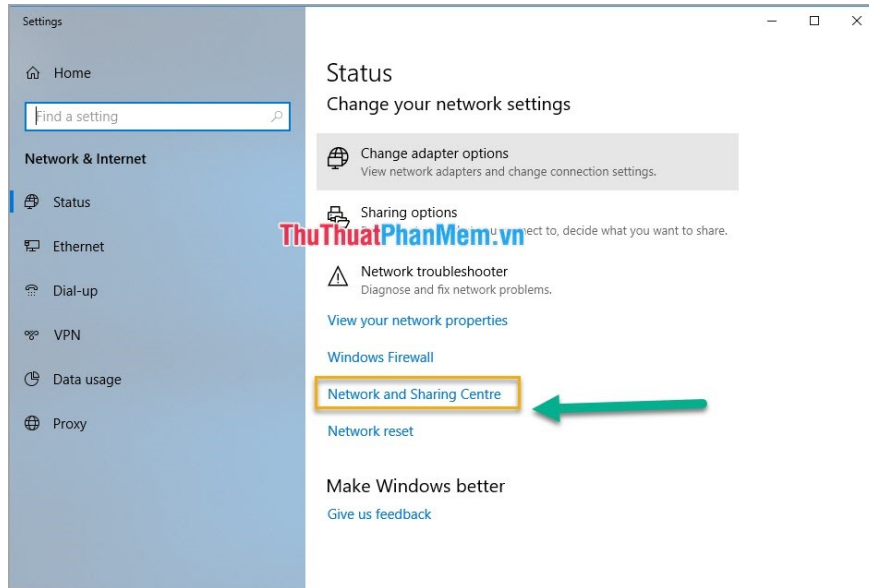 Settings
Home
Find a setting
Network & Internet
Status
Ethernet
Dial-up
VPN
Data usage
Proxy
Status
Change your network settings
Change adapter options
View network adapters and change connection settings.
Sharing options
ect to, decide what you want to share.
ThuThuatPhanMem.vn
Network troubleshooter
Diagnose and fix network problems.
View your network properties
Windows Firewall
Network and Sharing Centre
Network reset
Make Windows better
Give us feedback